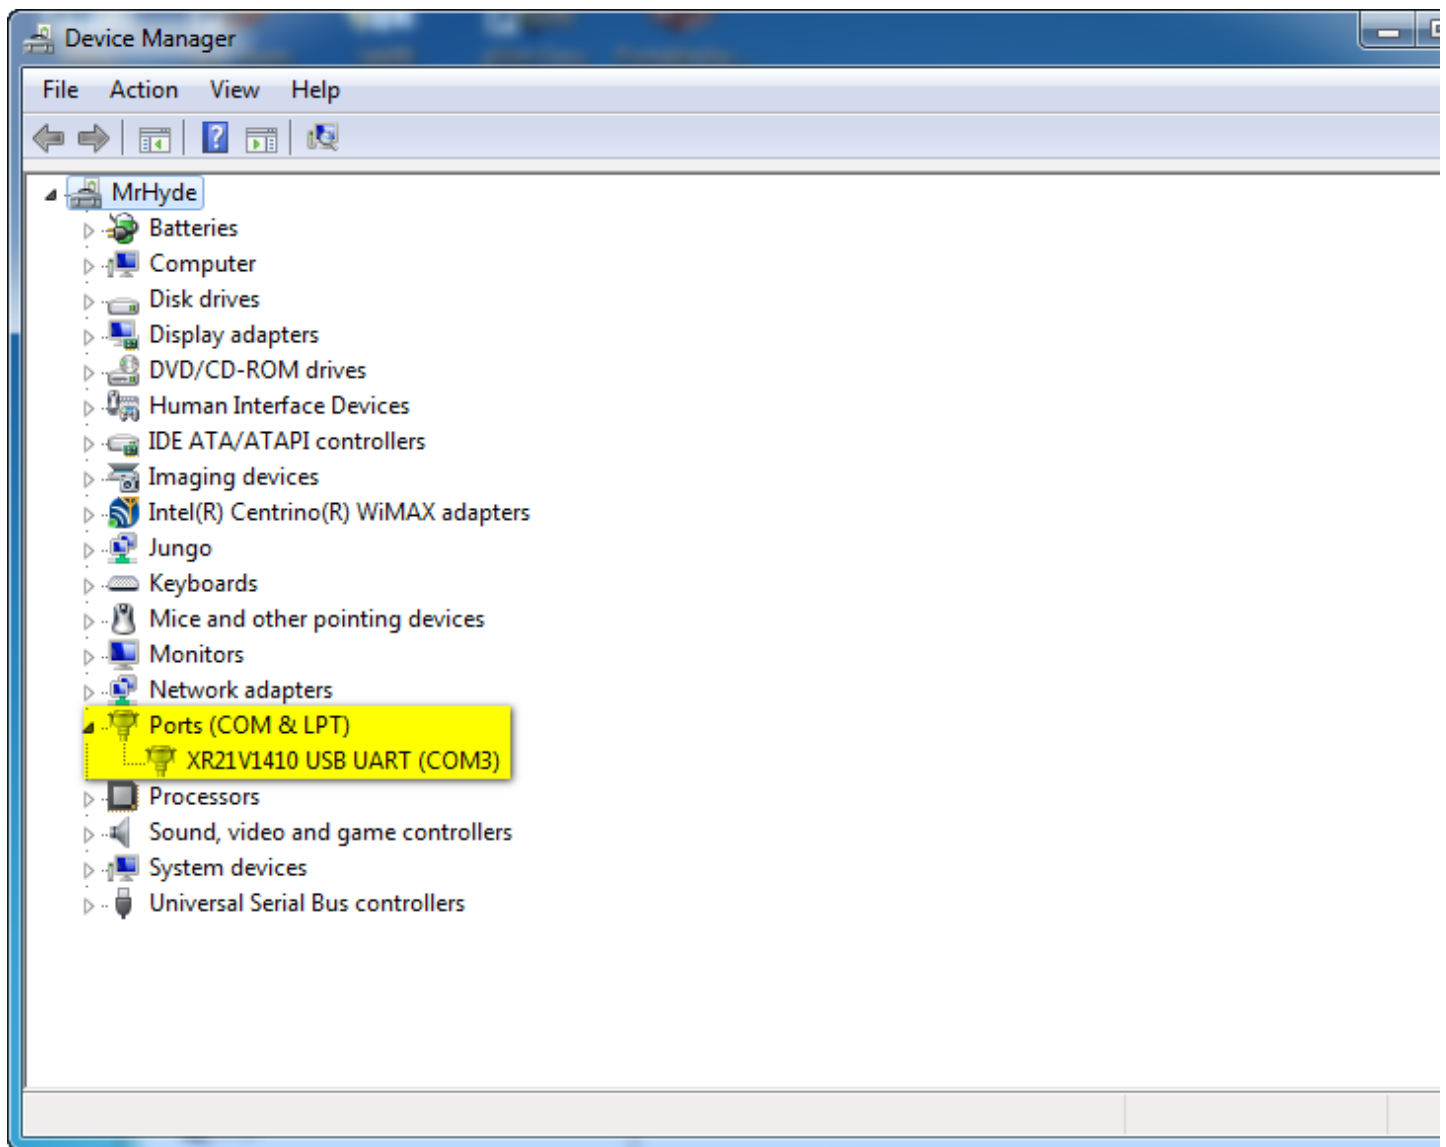 Device Manager
File Action View Help
MrHyde
Batteries
Computer
Disk drives
Display adapters
DVD/CD-ROM drives
Human Interface Devices
IDE ATA/ATAPI controllers
Imaging devices
Intel(R) Centrino(R) WiMAX adapters
Jungo
Keyboards
Mice and other pointing devices
Monitors
Network adapters
Ports (COM & LPT)
XR21V1410 USB UART (COM3)
Processors
Sound, video and game controllers
System devices
Universal Serial Bus controllers